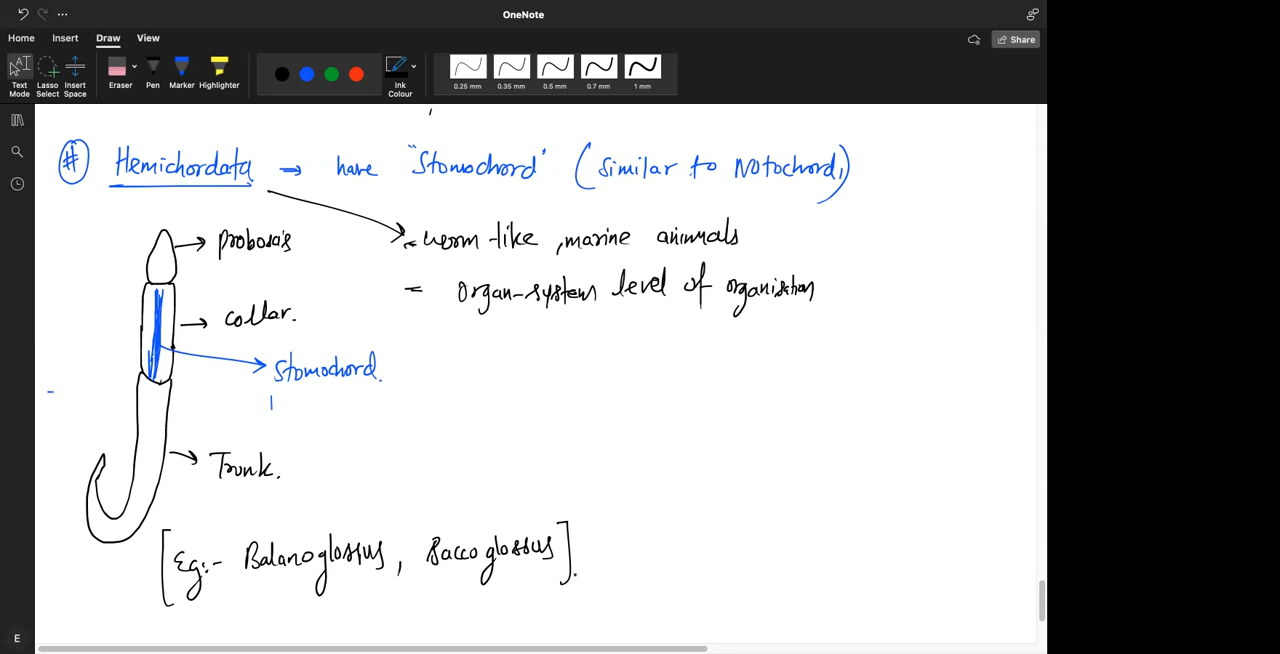 OneNote
Home Insert Draw View
Share
Text Mode
Lasso Select
Insert Space
Eraser
Pen
Marker
Highlighter
Ink Colour
0.25 mm 0.35 mm 0.5 mm 0.7 mm 1 mm
# Hemichordata → have "Stomochord" (Similar to Notochord)
→ proboscis
- worm-like, marine animals
= organ-system level of organisation
→ collar.
Stomochord.
→ Trunk.
[Eg:- Balanoglossus, Saccoglossus].
E